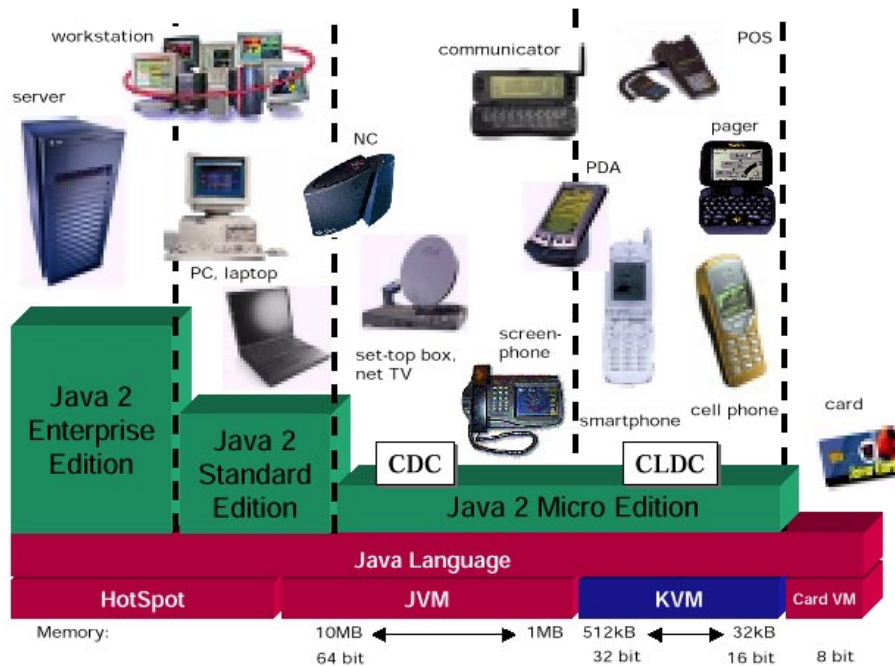 workstation
server
communicator
POS
NC
pager
PDA
PC, laptop
set-top box,
net TV
screen-
phone
smartphone
cell phone
card
Java 2
Enterprise
Edition
Java 2
Standard
Edition
CDC
CLDC
Java 2 Micro Edition
Java Language
HotSpot
JVM
KVM
Card VM
Memory:
10MB
1MB
512kB
32kB
64 bit
32 bit
16 bit
8 bit